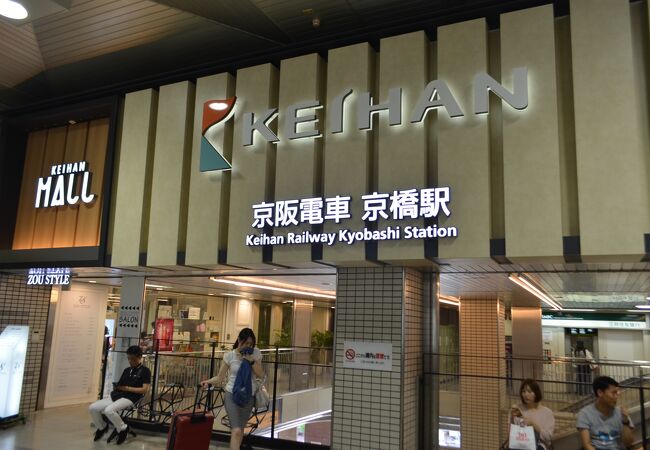 KEIHAN
KEIHAN
MALL
京阪電車 京橋駅
Keihan Railway Kyobashi Station
ZOU STYLE
SALON